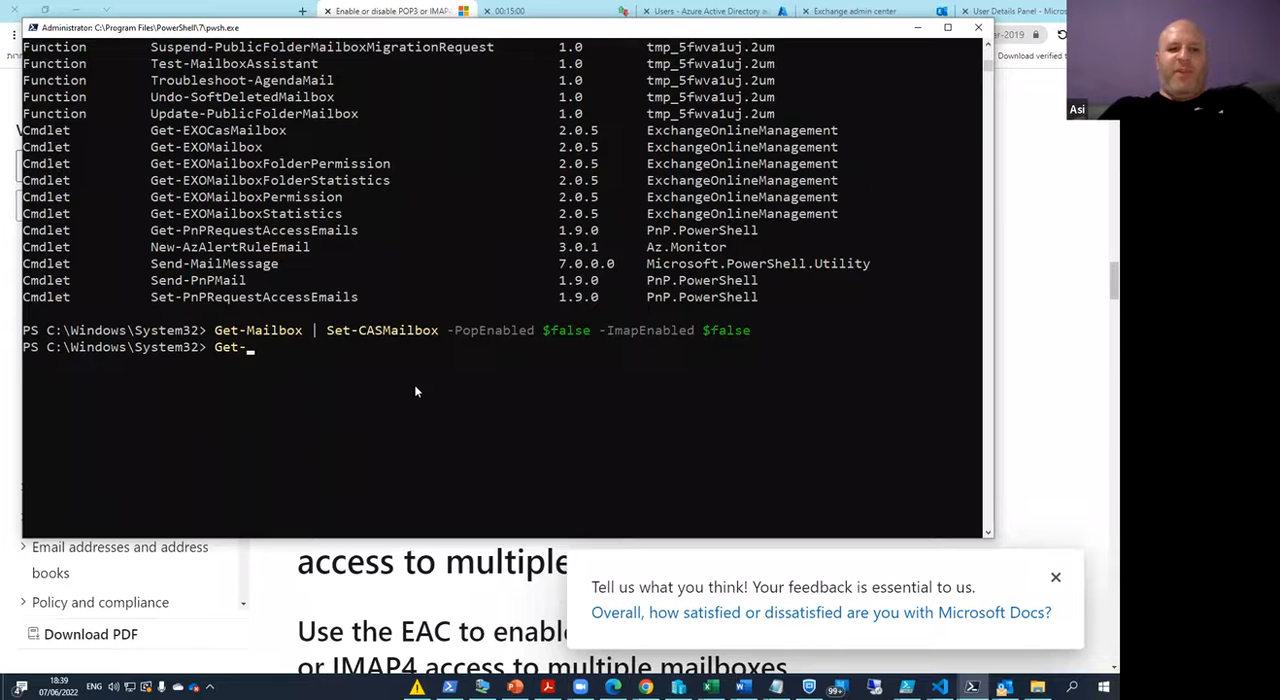 Enable or disable POP3 or IMAP
00:15:00
Users - Azure Active Directory a
Exchange admin center
User Details Panel - Micros
Administrator: C:\Program Files\PowerShell\7\pwsh.exe
er-2019
Download verified t
Function Suspend-PublicFolderMailboxMigrationRequest 1.0 tmp_5fwva1uj.2um
Function Test-MailboxAssistant 1.0 tmp_5fwva1uj.2um
Function Troubleshoot-AgendaMail 1.0 tmp_5fwva1uj.2um
Function Undo-SoftDeletedMailbox 1.0 tmp_5fwva1uj.2um
Function Update-PublicFolderMailbox 1.0 tmp_5fwva1uj.2um
Cmdlet Get-EXOCasMailbox 2.0.5 ExchangeOnlineManagement
Cmdlet Get-EXOMailbox 2.0.5 ExchangeOnlineManagement
Cmdlet Get-EXOMailboxFolderPermission 2.0.5 ExchangeOnlineManagement
Cmdlet Get-EXOMailboxFolderStatistics 2.0.5 ExchangeOnlineManagement
Cmdlet Get-EXOMailboxPermission 2.0.5 ExchangeOnlineManagement
Cmdlet Get-EXOMailboxStatistics 2.0.5 ExchangeOnlineManagement
Cmdlet Get-PnPRequestAccessEmails 1.9.0 PnP.PowerShell
Cmdlet New-AzAlertRuleEmail 3.0.1 Az.Monitor
Cmdlet Send-MailMessage 7.0.0.0 Microsoft.PowerShell.Utility
Cmdlet Send-PnPMail 1.9.0 PnP.PowerShell
Cmdlet Set-PnPRequestAccessEmails 1.9.0 PnP.PowerShell
PS C:\Windows\System32> Get-Mailbox | Set-CASMailbox -PopEnabled $false -ImapEnabled $false
PS C:\Windows\System32> Get-_
Asi
Email addresses and address
books
Policy and compliance
Download PDF
access to multiple
Use the EAC to enabl
or IMAP4 access to multiple mailboxes
Tell us what you think! Your feedback is essential to us.
Overall, how satisfied or dissatisfied are you with Microsoft Docs?
18:39
07/06/2022
ENG
99+